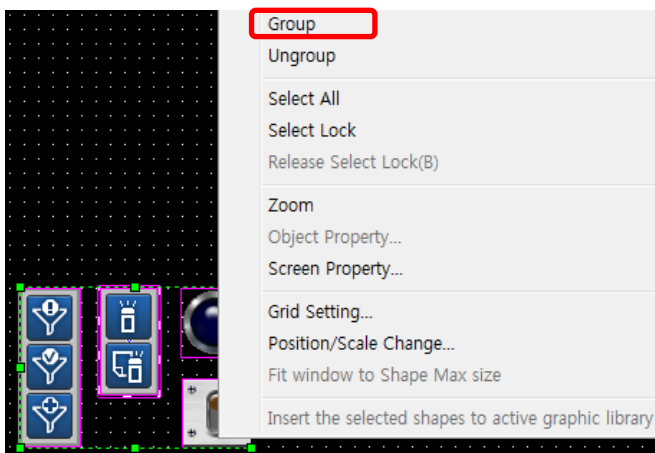 Group
Ungroup
Select All
Select Lock
Release Select Lock(B)
Zoom
Object Property...
Screen Property...
Grid Setting...
Position/Scale Change...
Fit window to Shape Max size
Insert the selected shapes to active graphic library